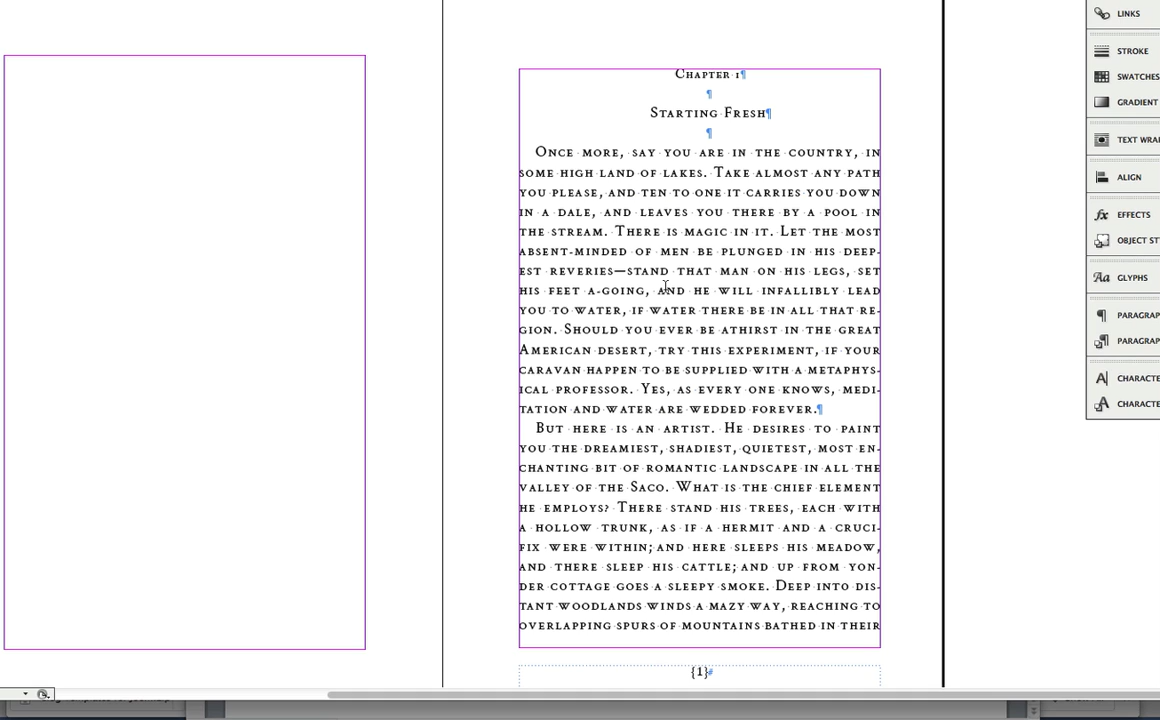 Chapter 1¶
¶
Starting Fresh¶
¶
Once more, say you are in the country, in
some high land of lakes. Take almost any path
you please, and ten to one it carries you down
in a dale, and leaves you there by a pool in
the stream. There is magic in it. Let the most
absent-minded of men be plunged in his deep-
est reveries—stand that man on his legs, set
his feet a-going, and he will infallibly lead
you to water, if water there be in all that re-
gion. Should you ever be athirst in the great
American desert, try this experiment, if your
caravan happen to be supplied with a metaphys-
ical professor. Yes, as every one knows, medi-
tation and water are wedded forever.¶
But here is an artist. He desires to paint
you the dreamiest, shadiest, quietest, most en-
chanting bit of romantic landscape in all the
valley of the Saco. What is the chief element
he employs? There stand his trees, each with
a hollow trunk, as if a hermit and a cruci-
fix were within; and here sleeps his meadow,
and there sleep his cattle; and up from yon-
der cottage goes a sleepy smoke. Deep into dis-
tant woodlands winds a mazy way, reaching to
overlapping spurs of mountains bathed in their
{1}#
LINKS
STROKE
SWATCHES
GRADIENT
TEXT WRA
ALIGN
fx EFFECTS
OBJECT ST
Aa GLYPHS
¶ PARAGRAP
PARAGRAP
A CHARACTE
A CHARACTE